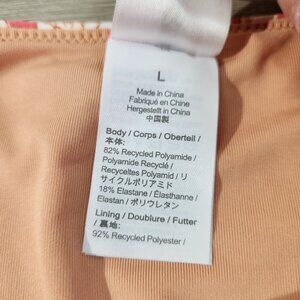 L
Made in China
Fabriqué en Chine
Hergestellt in China
中国製
Body / Corps / Oberteil /
本体:
82% Recycled Polyamide /
Polyamide Recyclé /
Recyceltes Polyamid / リ
サイクルポリアミド
18% Elastane / Élasthanne /
Elastan / ポリウレタン
Lining / Doublure / Futter
/ 裏地:
92% Recycled Polyester /